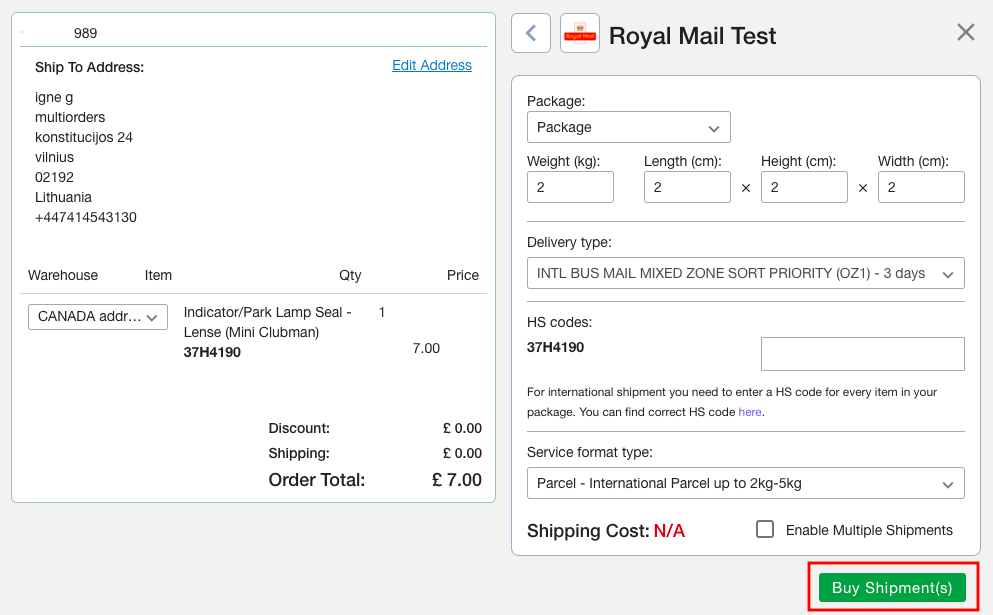 989
Ship To Address:
Edit Address
igne g
multiorders
konstitucijos 24
vilnius
02192
Lithuania
+447414543130
Warehouse Item Qty Price
CANADA addr...
Indicator/Park Lamp Seal - 1
Lense (Mini Clubman)
37H4190
7.00
Discount: £ 0.00
Shipping: £ 0.00
Order Total: £ 7.00
Royal Mail
Royal Mail Test
Package:
Package
Weight (kg): Length (cm): Height (cm): Width (cm):
2 2 × 2 × 2
Delivery type:
INTL BUS MAIL MIXED ZONE SORT PRIORITY (OZ1) - 3 days
HS codes:
37H4190
For international shipment you need to enter a HS code for every item in your
package. You can find correct HS code here.
Service format type:
Parcel - International Parcel up to 2kg-5kg
Shipping Cost: N/A
Enable Multiple Shipments
Buy Shipment(s)